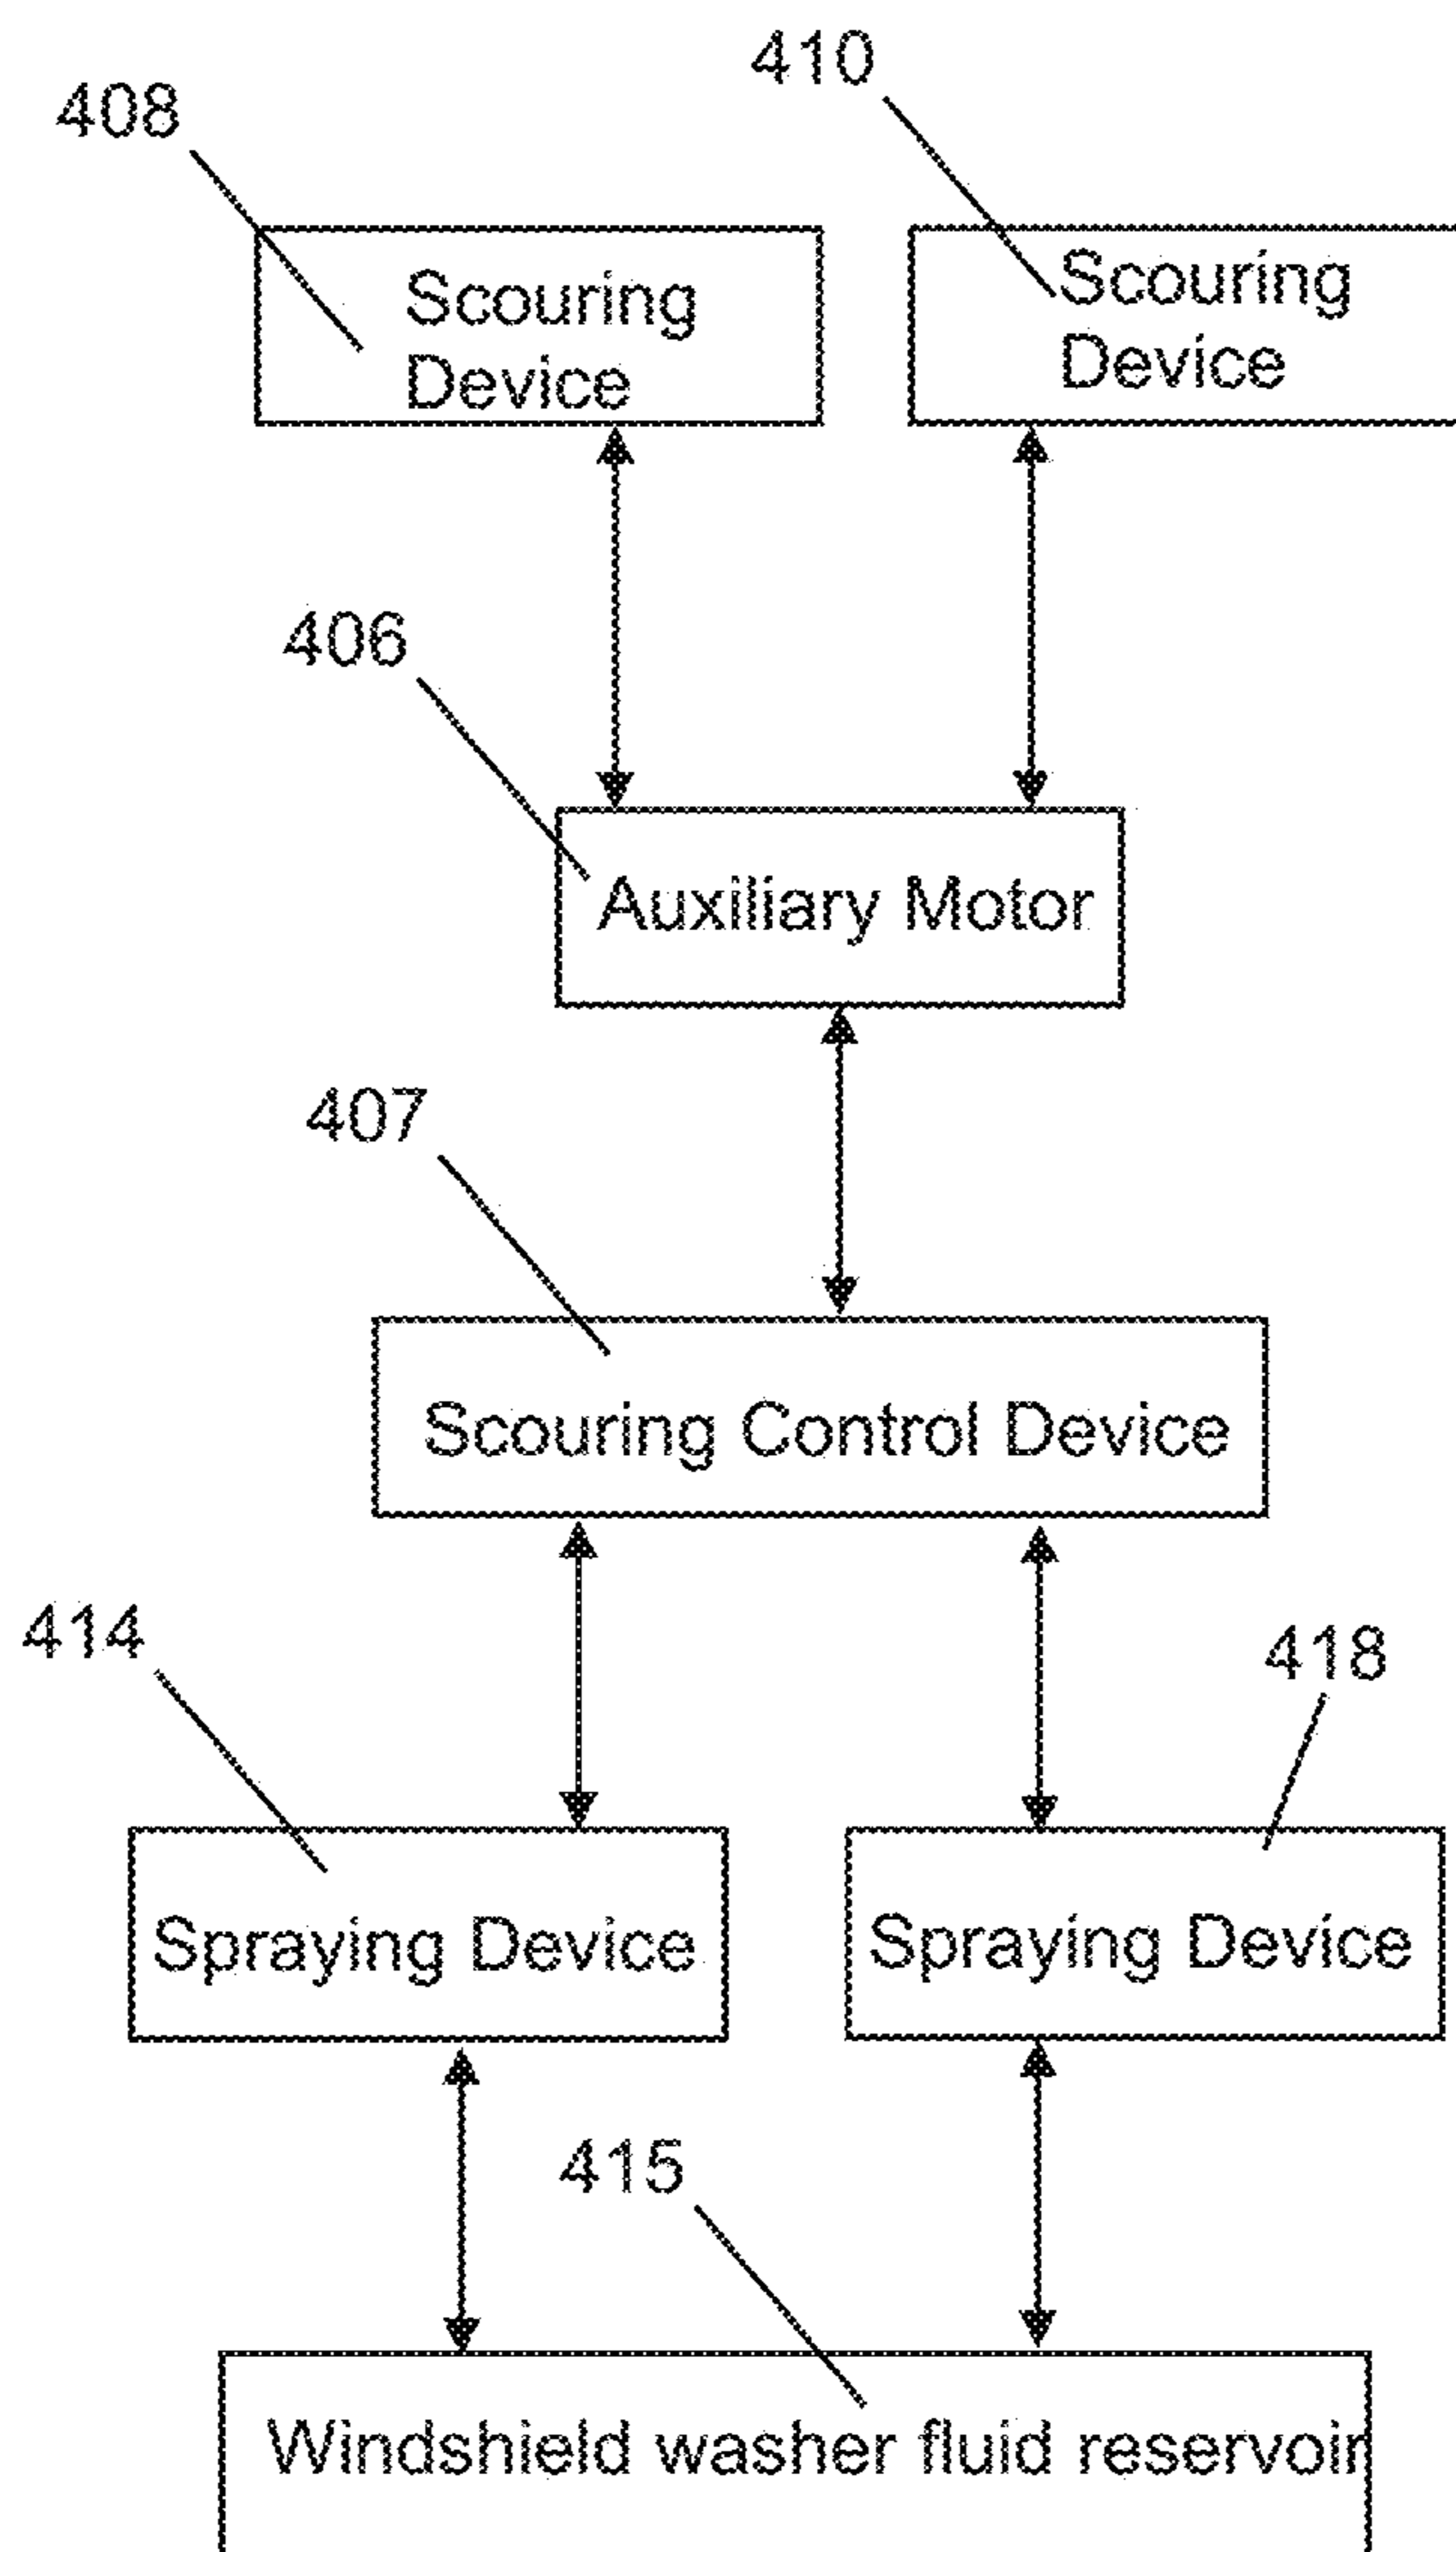 410
408
Scouring
Device
Scouring
Device
406
Auxiliary Motor
407
Scouring Control Device
414
418
Spraying Device
Spraying Device
415
Windshield washer fluid reservoir